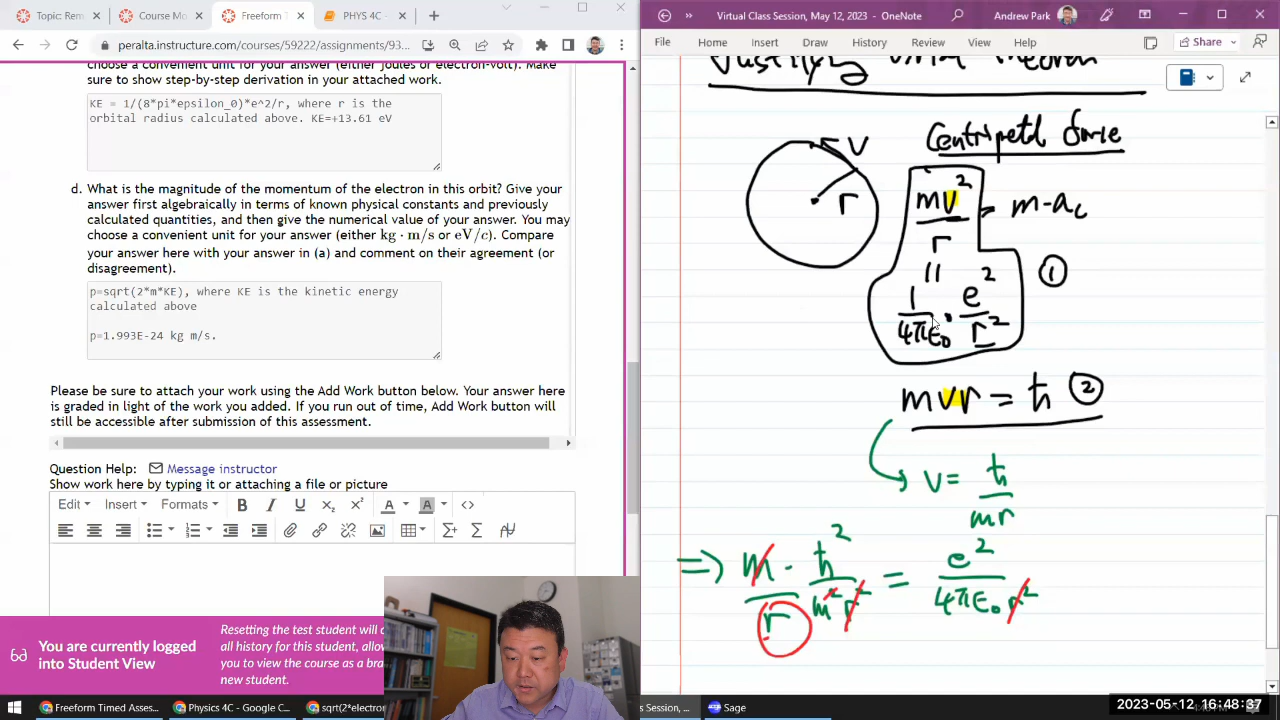 Topic Rem
Course Mo
Freeform T
PHYS 4C -
peralta.instructure.com/courses/59222/assignments/93...
choose a convenient unit for your answer (either joules or electron-volt). Make
sure to show step-by-step derivation in your attached work.
KE = 1/(8*pi*epsilon_0)*e^2/r, where r is the
orbital radius calculated above. KE=+13.61 eV
d. What is the magnitude of the momentum of the electron in this orbit? Give your
answer first algebraically in terms of known physical constants and previously
calculated quantities, and then give the numerical value of your answer. You may
choose a convenient unit for your answer (either kg · m/s or eV/c). Compare
your answer here with your answer in (a) and comment on their agreement (or
disagreement).
p=sqrt(2*m*KE), where KE is the kinetic energy
calculated above
p=1.993E-24 kg m/s.
Please be sure to attach your work using the Add Work button below. Your answer here
is graded in light of the work you added. If you run out of time, Add Work button will
still be accessible after submission of this assessment.
Question Help: Message instructor
Show work here by typing it or attaching a file or picture
Edit Insert Formats B I U x₂ x² A A <>
You are currently logged
into Student View
Resetting the test student will c
all history for this student, allow
you to view the course as a bra
new student.
Virtual Class Session, May 12, 2023 - OneNote
Andrew Park
File Home Insert Draw History Review View Help Share
Justifying Virial Theorem
Centripetal force
v
r
mv² / r = m·a_c
||
1/4πε₀ · e²/r² ①
mvr = ħ ②
v = ħ/mr
⇒ m/r · ħ²/m²r² = e²/4πε₀r²
Freeform Timed Asses...
Physics 4C - Google C...
sqrt(2*electron
s Session, ...
Sage
2023-05-12 16:48:37